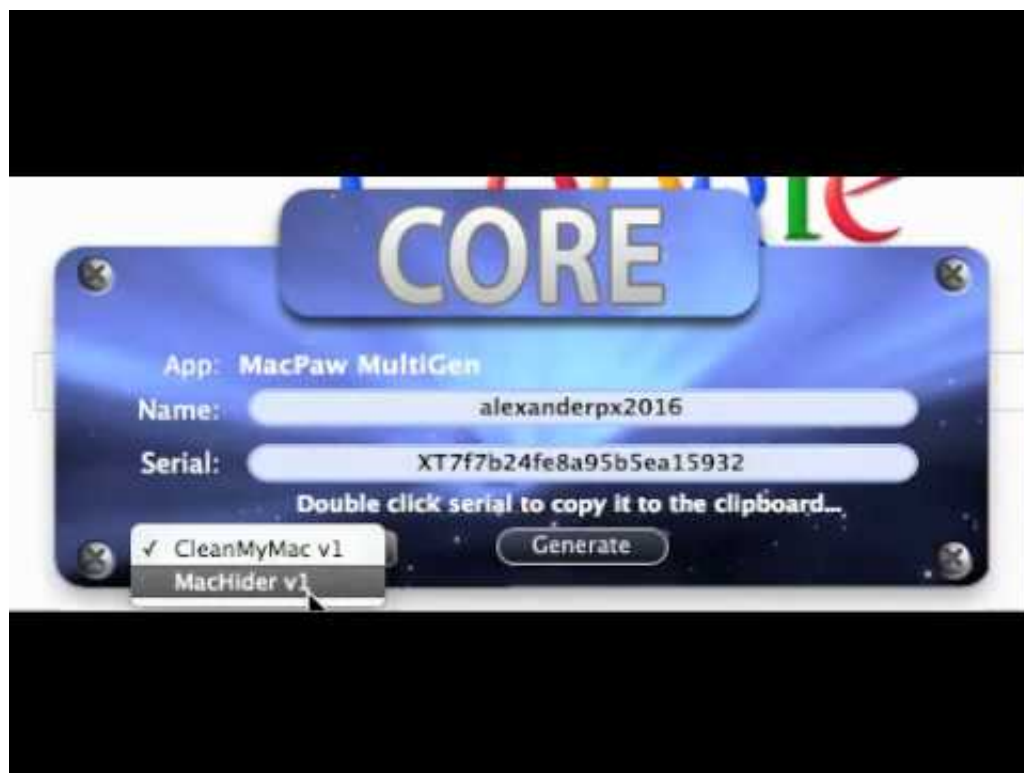 CORE
App: MacPaw MultiGen
Name: alexanderpx2016
Serial: XT7f7b24fe8a95b5ea15932
Double click serial to copy it to the clipboard...
✓ CleanMyMac v1
Generate
MacHider v1